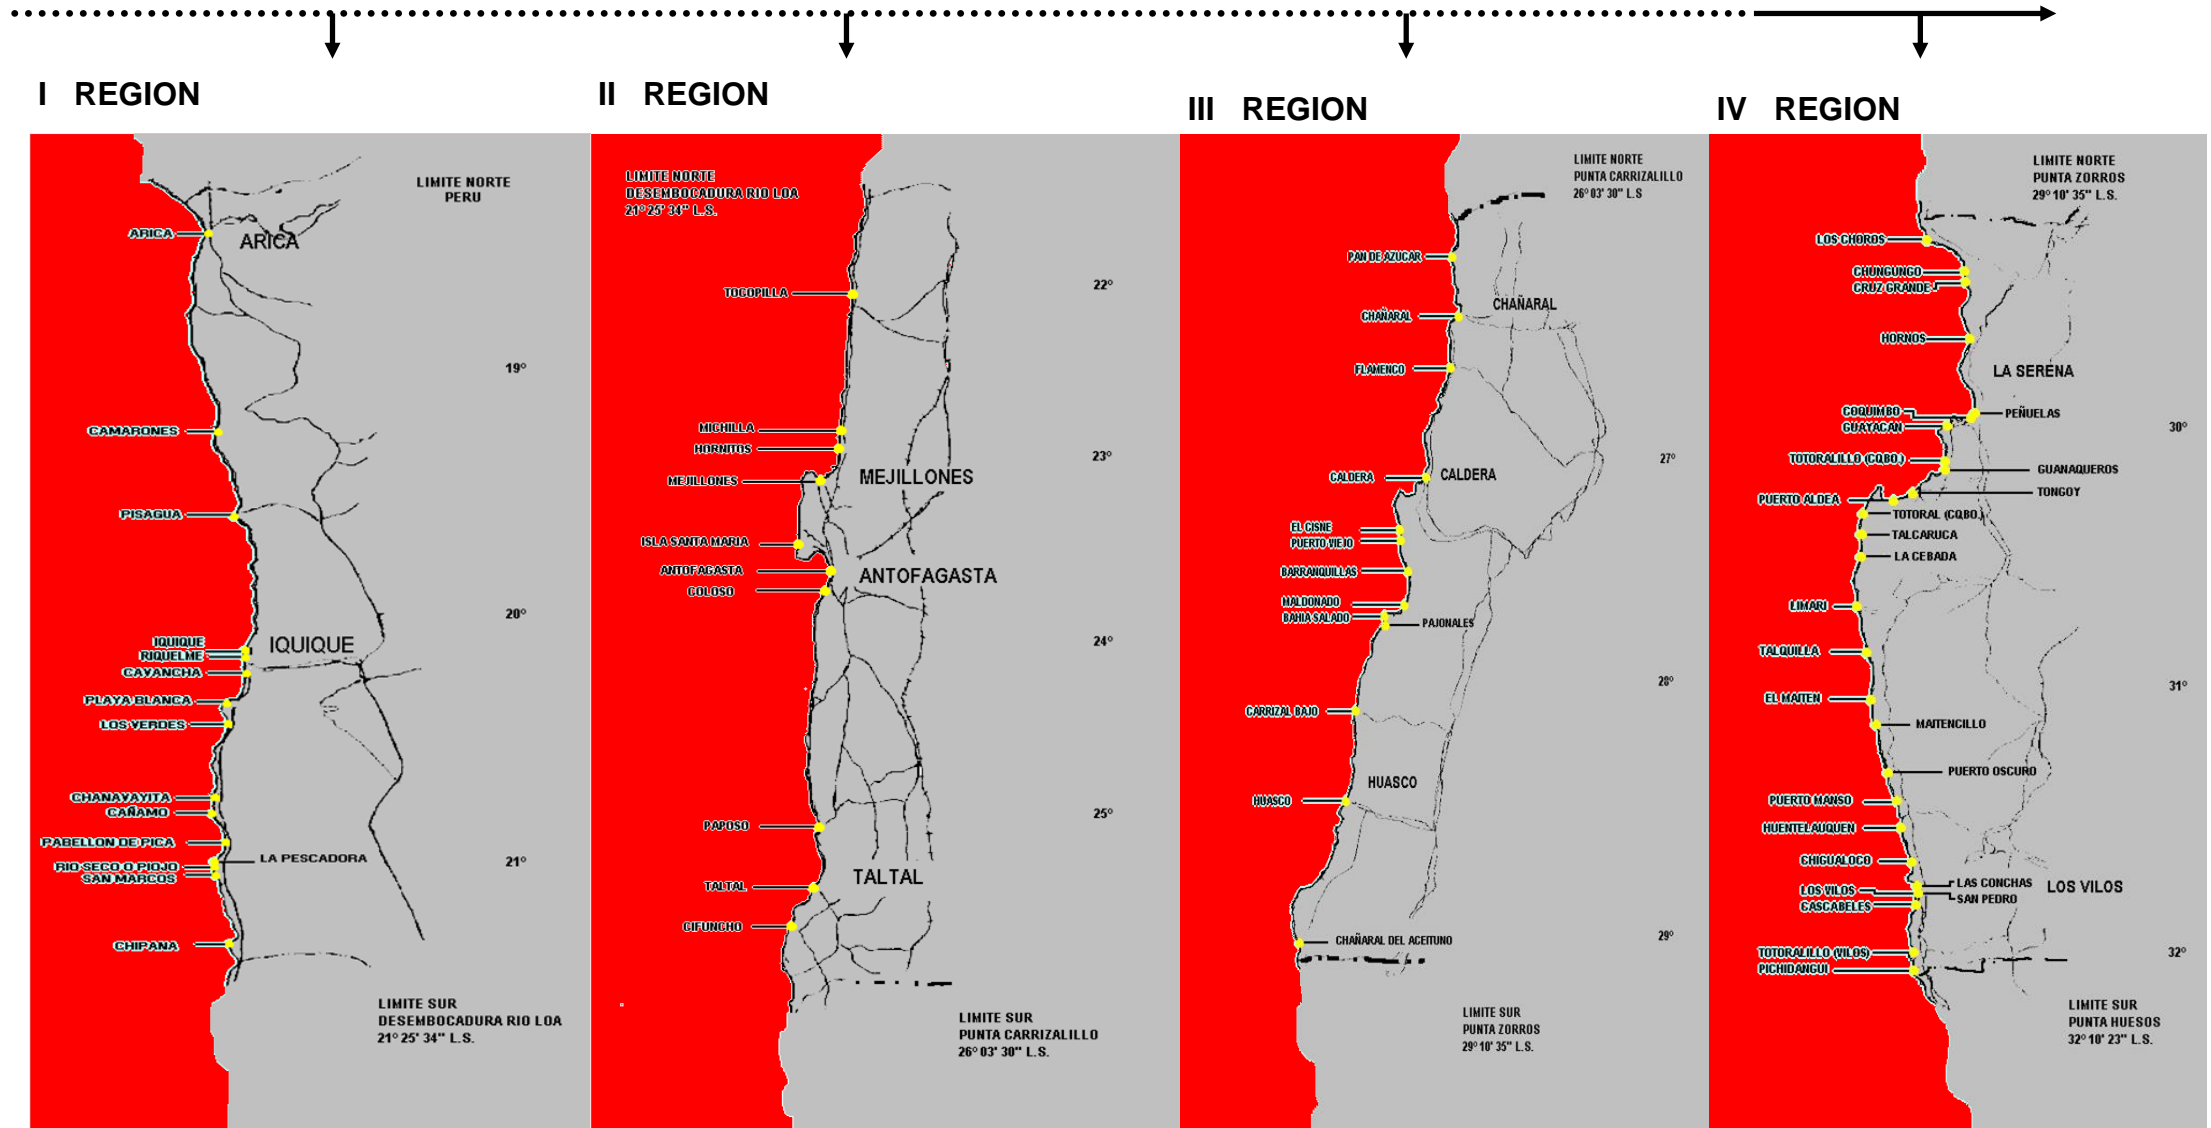 I REGION
LIMITE NORTE
PERU
ARICA
ARICA
19°
CAMARONES
PISAGUA
20°
IQUIQUE
IQUIQUE
RIQUELME
CAVANCHA
PLAYA BLANCA
LOS VERDES
CHANAYAYITA
CAÑAMO
PABELLON DE PICA
LA PESCADORA
21°
RIO SECO O PIOJO
SAN MARCOS
CHIPANA
LIMITE SUR
DESEMBOCADURA RIO LOA
21° 25' 34" L.S.
II REGION
LIMITE NORTE
DESEMBOCADURA RIO LOA
21° 25' 34" L.S.
22°
TOCOPILLA
MICHILLA
HORNITOS
23°
MEJILLONES
MEJILLONES
ISLA SANTA MARIA
ANTOFAGASTA
ANTOFAGASTA
COLOSO
24°
25°
PAPOSO
TALTAL
TALTAL
CIFUNCHO
LIMITE SUR
PUNTA CARRIZALILLO
26° 03' 30" L.S.
III REGION
LIMITE NORTE
PUNTA CARRIZALILLO
26° 03' 30" L.S
PAN DE AZUCAR
CHAÑARAL
CHAÑARAL
FLAMENCO
27°
CALDERA
CALDERA
EL CISNE
PUERTO VIEJO
BARRANQUILLAS
MALDONADO
BAHIA SALADO
PAJONALES
28°
CARRIZAL BAJO
HUASCO
HUASCO
29°
CHAÑARAL DEL ACEITUNO
LIMITE SUR
PUNTA ZORROS
29° 10' 35" L.S.
IV REGION
LIMITE NORTE
PUNTA ZORROS
29° 10' 35" L.S.
LOS CHOROS
CHUNGUNGO
CRUZ GRANDE
HORNOS
LA SERENA
COQUIMBO
PEÑUELAS
GUAYACAN
30°
TOTORALILLO (CQBO.)
GUANAQUEROS
TONGOY
PUERTO ALDEA
TOTORAL (CQBO.)
TALCARUCA
LA CEBADA
LIMARI
TALQUILLA
31°
EL MAITEN
MAITENCILLO
PUERTO OSCURO
PUERTO MANSO
HUENTELAUQUEN
CHIGUALOCO
LAS CONCHAS
LOS VILOS
LOS VILOS
SAN PEDRO
CASCABELES
TOTORALILLO (VILOS)
32°
PICHIDANGUI
LIMITE SUR
PUNTA HUESOS
32° 10' 23" L.S.